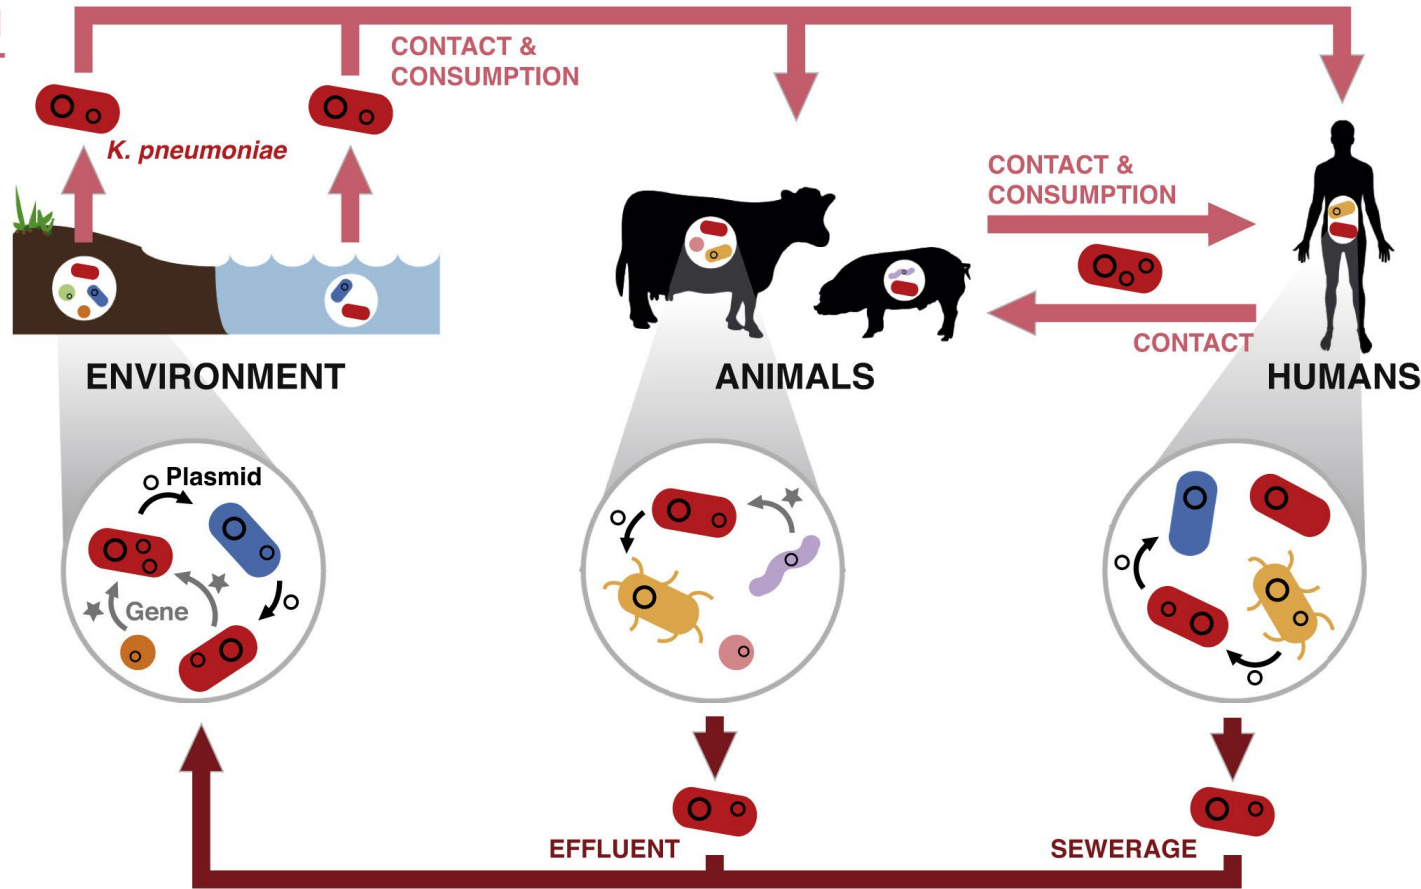 CONTACT &
CONSUMPTION
K. pneumoniae
CONTACT &
CONSUMPTION
CONTACT
ENVIRONMENT
ANIMALS
HUMANS
Plasmid
Gene
EFFLUENT
SEWERAGE